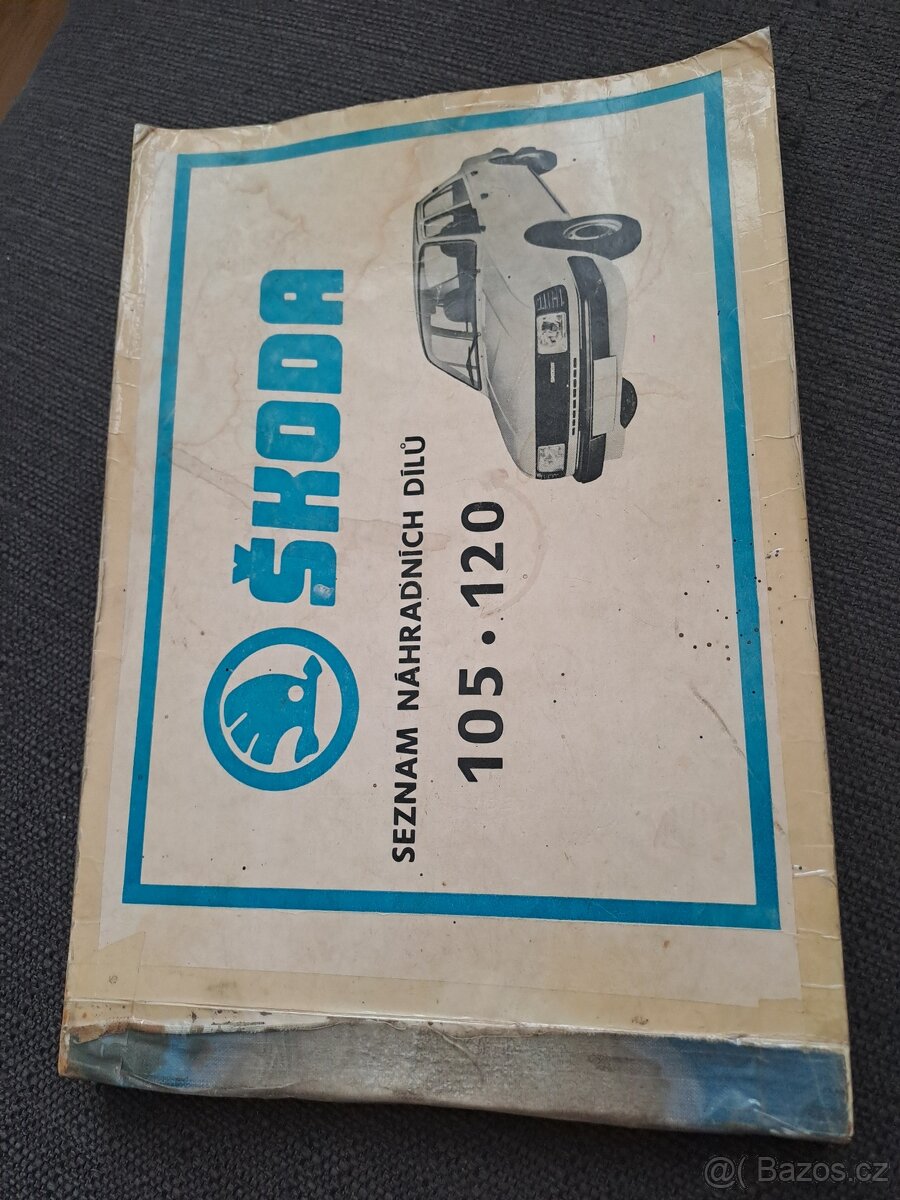 ŠKODA
SEZNAM NÁHRADNÍCH DÍLŮ
105 • 120
@( Bazos.cz